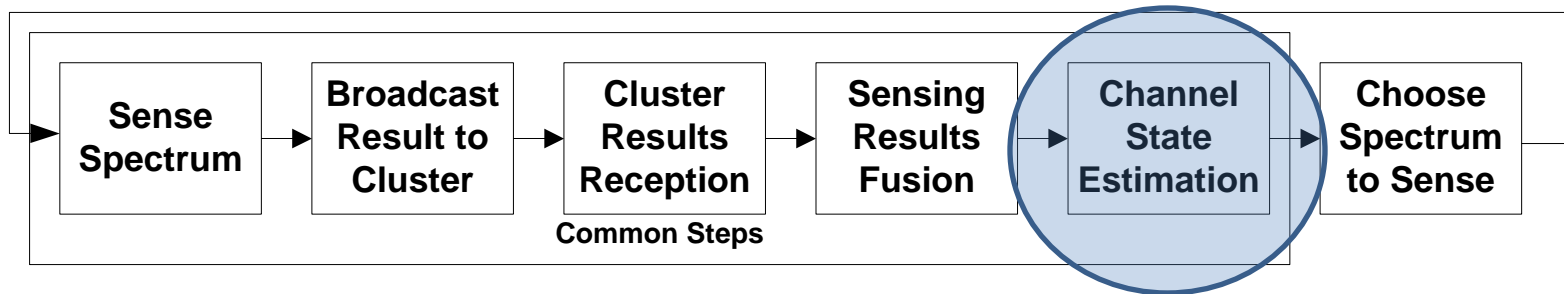 Sense
Spectrum
Broadcast
Result to
Cluster
Cluster
Results
Reception
Sensing
Results
Fusion
Channel
State
Estimation
Choose
Spectrum
to Sense
Common Steps